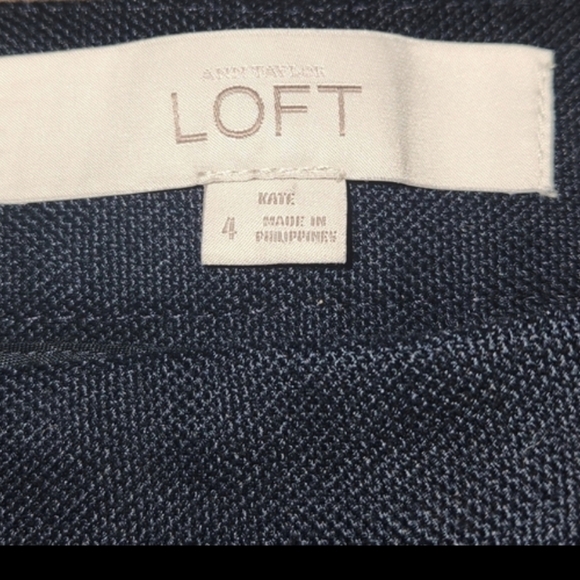 ANN TAYLOR
LOFT
KATE
4 MADE IN
PHILIPPINES